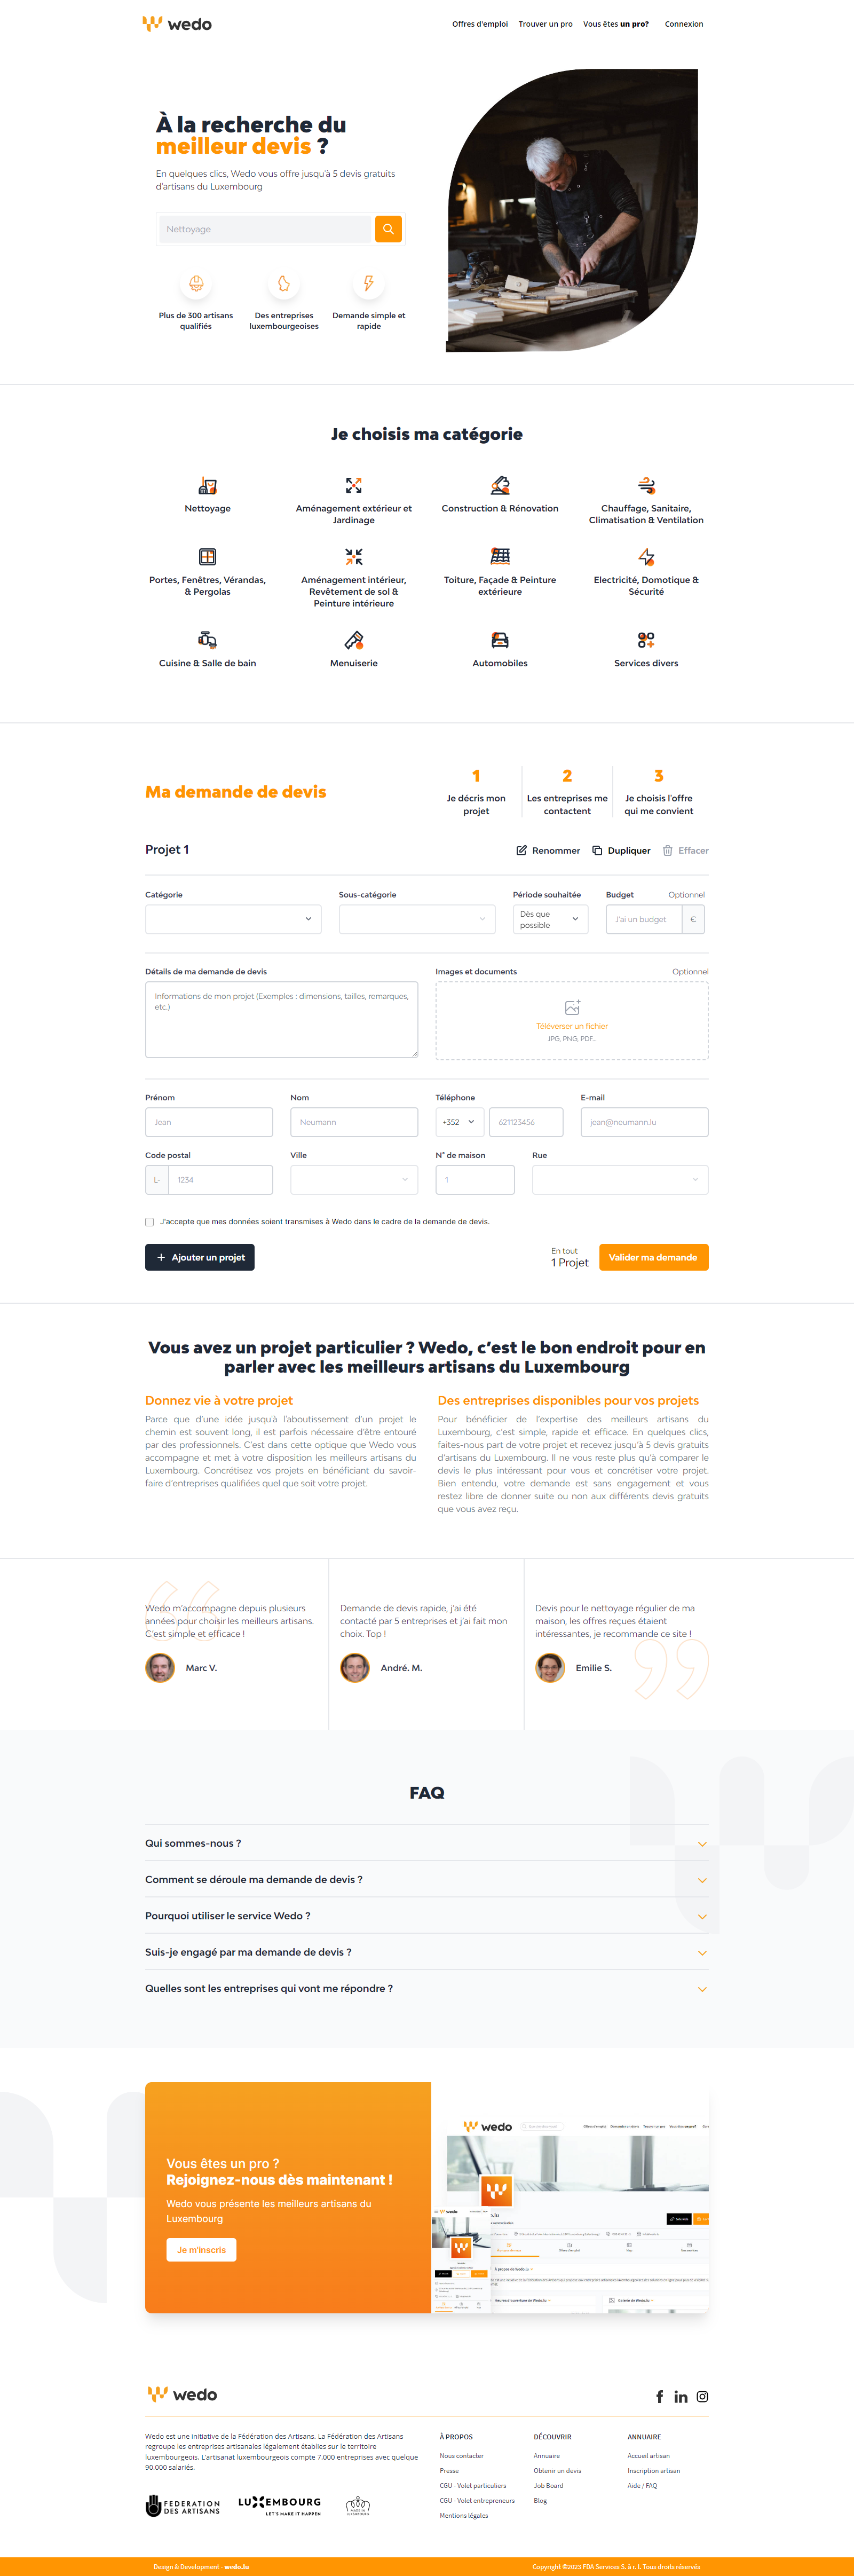 wedo
Offres d'emploi
Trouver un pro
Vous êtes un pro?
Connexion
À la recherche du
meilleur devis ?
En quelques clics, Wedo vous offre jusqu'à 5 devis gratuits
d'artisans du Luxembourg
Nettoyage
Plus de 300 artisans
qualifiés
Des entreprises
luxembourgeoises
Demande simple et
rapide
Je choisis ma catégorie
Nettoyage
Aménagement extérieur et
Jardinage
Construction & Rénovation
Chauffage, Sanitaire,
Climatisation & Ventilation
Portes, Fenêtres, Vérandas,
& Pergolas
Aménagement intérieur,
Revêtement de sol &
Peinture intérieure
Toiture, Façade & Peinture
extérieure
Electricité, Domotique &
Sécurité
Cuisine & Salle de bain
Menuiserie
Automobiles
Services divers
Ma demande de devis
1
Je décris mon
projet
2
Les entreprises me
contactent
3
Je choisis l'offre
qui me convient
Projet 1
Renommer
Dupliquer
Effacer
Catégorie
Sous-catégorie
Période souhaitée
Dès que
possible
Budget
Optionnel
J'ai un budget
€
Détails de ma demande de devis
Informations de mon projet (Exemples : dimensions, tailles, remarques,
etc.)
Images et documents
Optionnel
Téléverser un fichier
JPG, PNG, PDF...
Prénom
Jean
Nom
Neumann
Téléphone
+352
621123456
E-mail
jean@neumann.lu
Code postal
L-
1234
Ville
N° de maison
1
Rue
J'accepte que mes données soient transmises à Wedo dans le cadre de la demande de devis.
+ Ajouter un projet
En tout
1 Projet
Valider ma demande
Vous avez un projet particulier ? Wedo, c'est le bon endroit pour en
parler avec les meilleurs artisans du Luxembourg
Donnez vie à votre projet
Parce que d'une idée jusqu'à l'aboutissement d'un projet le
chemin est souvent long, il est parfois nécessaire d'être entouré
par des professionnels. C'est dans cette optique que Wedo vous
accompagne et met à votre disposition les meilleurs artisans du
Luxembourg. Concrétisez vos projets en bénéficiant du savoir-
faire d'entreprises qualifiées quel que soit votre projet.
Des entreprises disponibles pour vos projets
Pour bénéficier de l'expertise des meilleurs artisans du
Luxembourg, c'est simple, rapide et efficace. En quelques clics,
faites-nous part de votre projet et recevez jusqu'à 5 devis gratuits
d'artisans du Luxembourg. Il ne vous reste plus qu'à comparer le
devis le plus intéressant pour vous et concrétiser votre projet.
Bien entendu, votre demande est sans engagement et vous
restez libre de donner suite ou non aux différents devis gratuits
que vous avez reçu.
Wedo m'accompagne depuis plusieurs
années pour choisir les meilleurs artisans.
C'est simple et efficace !
Marc V.
Demande de devis rapide, j'ai été
contacté par 5 entreprises et j'ai fait mon
choix. Top !
André. M.
Devis pour le nettoyage régulier de ma
maison, les offres reçues étaient
intéressantes, je recommande ce site !
Emilie S.
FAQ
Qui sommes-nous ?
Comment se déroule ma demande de devis ?
Pourquoi utiliser le service Wedo ?
Suis-je engagé par ma demande de devis ?
Quelles sont les entreprises qui vont me répondre ?
Vous êtes un pro ?
Rejoignez-nous dès maintenant !
Wedo vous présente les meilleurs artisans du
Luxembourg
Je m'inscris
wedo
wedo
Wedo est une initiative de la Fédération des Artisans. La Fédération des Artisans
regroupe les entreprises artisanales légalement établies sur le territoire
luxembourgeois. L'artisanat luxembourgeois compte 7.000 entreprises avec quelque
90.000 salariés.
FEDERATION
DES ARTISANS
LUXEMBOURG
LET'S MAKE IT HAPPEN
MADE IN
LUXEMBOURG
À PROPOS
Nous contacter
Presse
CGU - Volet particuliers
CGU - Volet entrepreneurs
Mentions légales
DÉCOUVRIR
Annuaire
Obtenir un devis
Job Board
Blog
ANNUAIRE
Accueil artisan
Inscription artisan
Aide / FAQ
Design & Development - wedo.lu
Copyright ©2023 FDA Services S. à r. l. Tous droits réservés